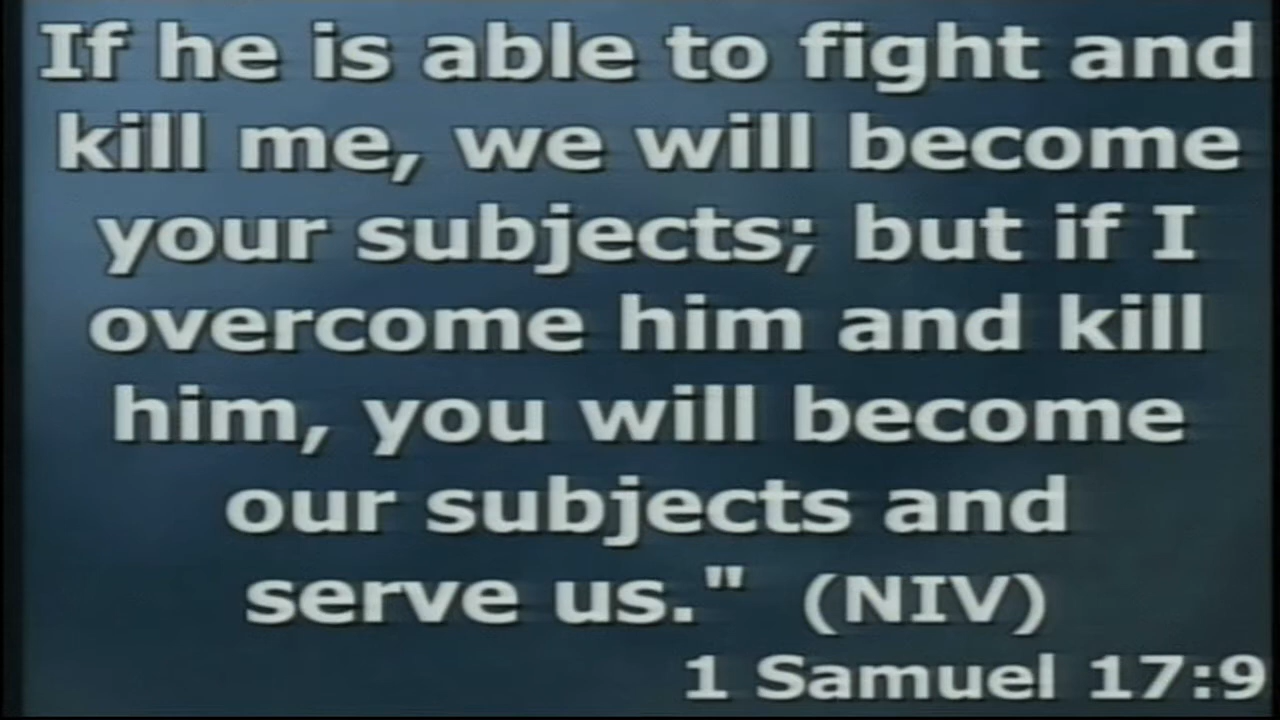 If he is able to fight and
kill me, we will become
your subjects; but if I
overcome him and kill
him, you will become
our subjects and
serve us." (NIV)
1 Samuel 17:9